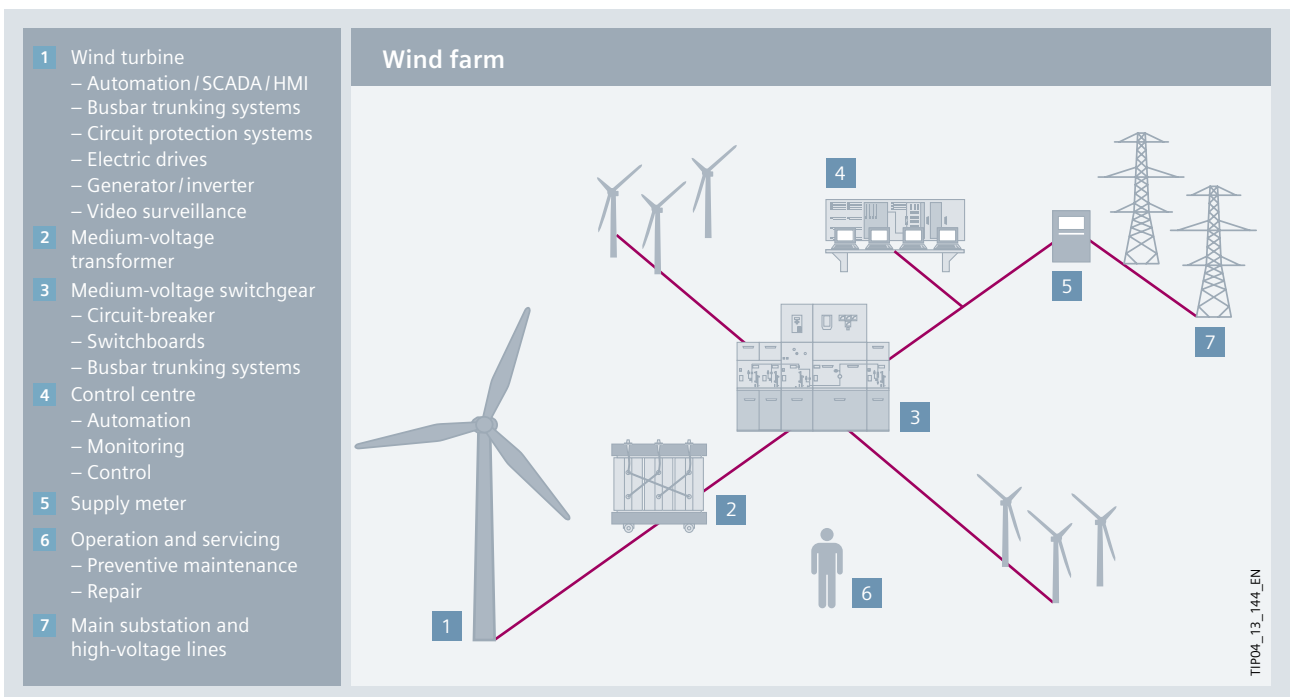 1 Wind turbine
– Automation / SCADA / HMI
– Busbar trunking systems
– Circuit protection systems
– Electric drives
– Generator / inverter
– Video surveillance
2 Medium-voltage
transformer
3 Medium-voltage switchgear
– Circuit-breaker
– Switchboards
– Busbar trunking systems
4 Control centre
– Automation
– Monitoring
– Control
5 Supply meter
6 Operation and servicing
– Preventive maintenance
– Repair
7 Main substation and
high-voltage lines
Wind farm
4
5
7
3
2
6
1
TIP04_13_144_EN